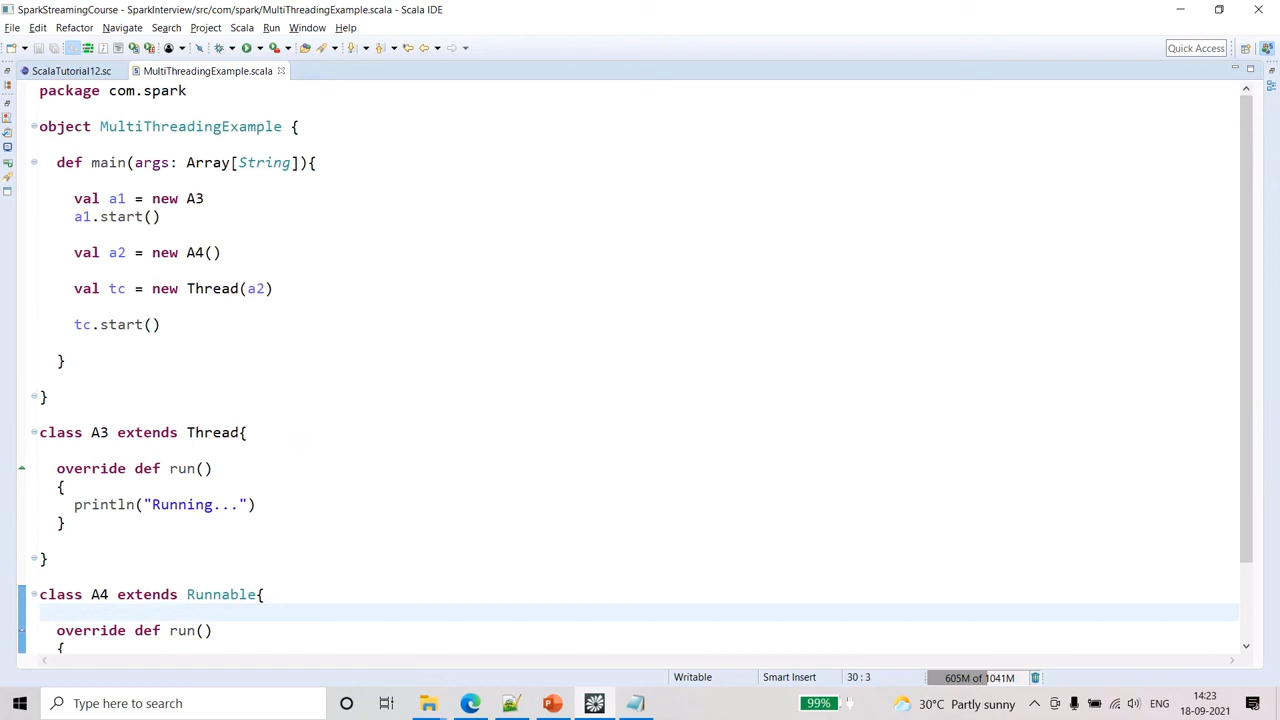 SparkStreamingCourse - SparkInterview/src/com/spark/MultiThreadingExample.scala - Scala IDE
File Edit Refactor Navigate Search Project Scala Run Window Help
Quick Access
ScalaTutorial12.sc MultiThreadingExample.scala
package com.spark
object MultiThreadingExample {
def main(args: Array[String]){
val a1 = new A3
a1.start()
val a2 = new A4()
val tc = new Thread(a2)
tc.start()
}
}
class A3 extends Thread{
override def run()
{
println("Running...")
}
}
class A4 extends Runnable{
override def run()
{
Writable Smart Insert 30 : 3 605M of 1041M
Type here to search 99% 30°C Partly sunny ENG 14:23
18-09-2021